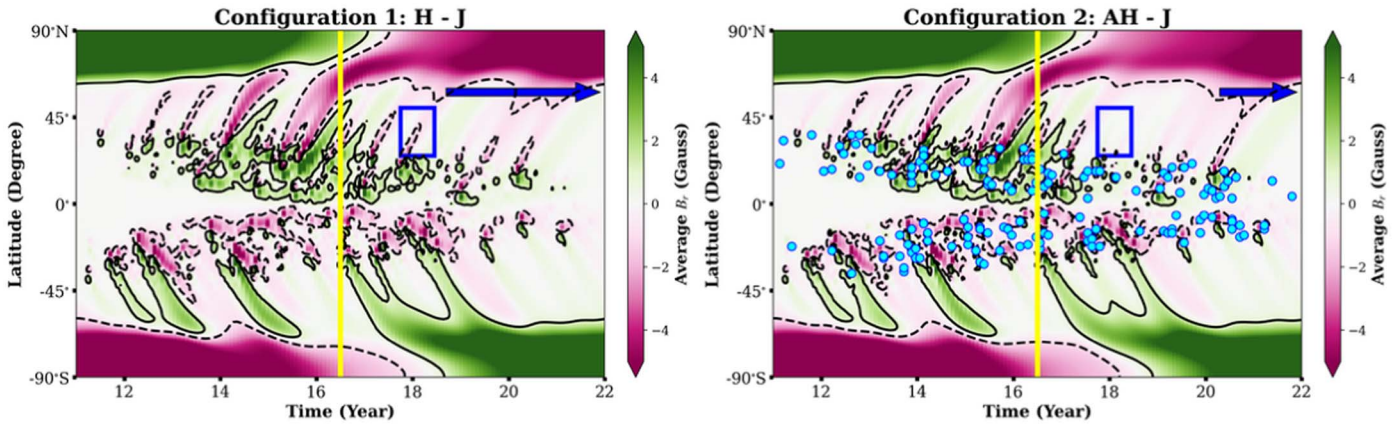 Configuration 1: H - J
90°N
45°
0°
-45°
-90°S
Latitude (Degree)
12 14 16 18 20 22
Time (Year)
4
2
0
−2
−4
Average Bᵣ (Gauss)
Configuration 2: AH - J
90°N
45°
0°
-45°
-90°S
Latitude (Degree)
12 14 16 18 20 22
Time (Year)
4
2
0
−2
−4
Average Bᵣ (Gauss)